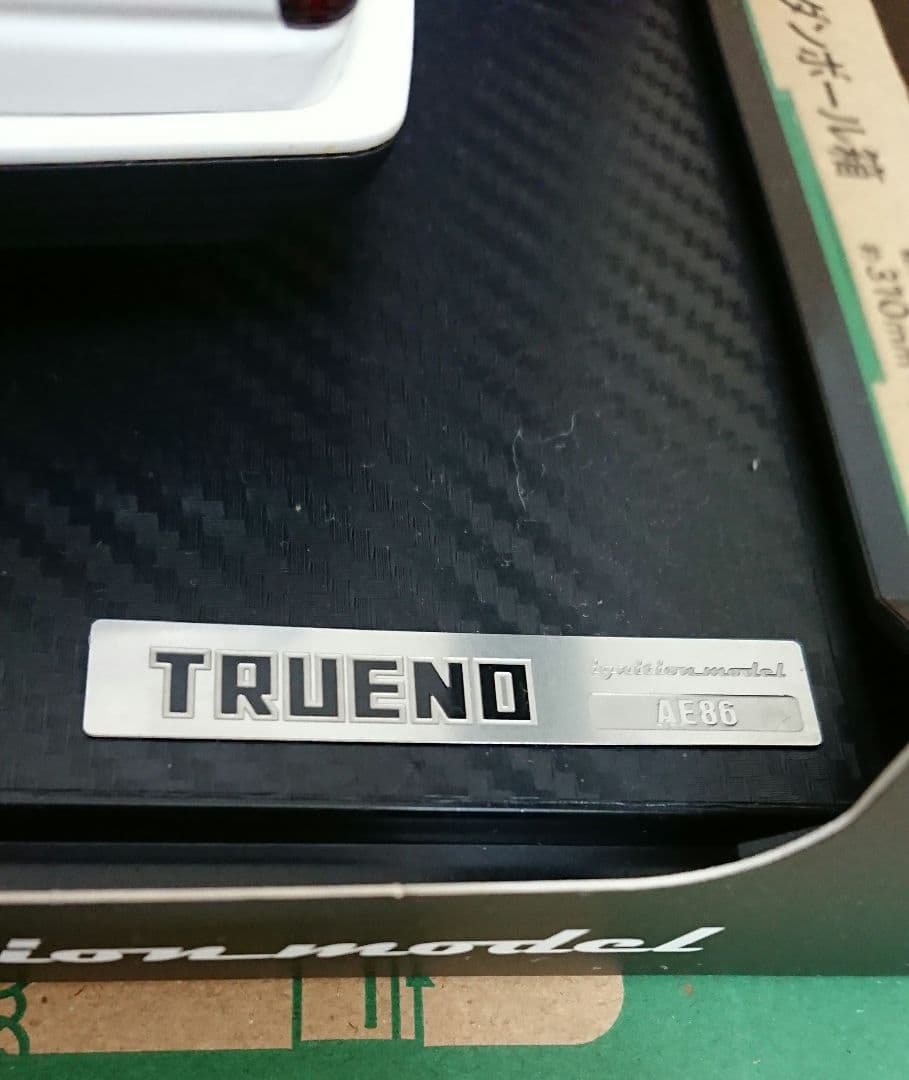 ダンボール箱
310mm
TRUENO
ignition model
AE86
ion model